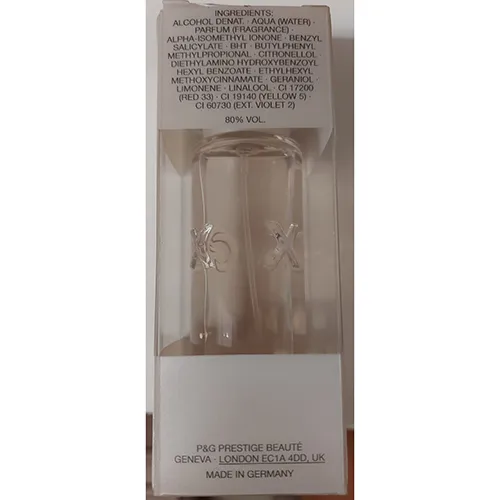 INGREDIENTS:
ALCOHOL DENAT. · AQUA (WATER) ·
PARFUM (FRAGRANCE) ·
ALPHA-ISOMETHYL IONONE · BENZYL
SALICYLATE · BHT · BUTYLPHENYL
METHYLPROPIONAL · CITRONELLOL ·
DIETHYLAMINO HYDROXYBENZOYL
HEXYL BENZOATE · ETHYLHEXYL
METHOXYCINNAMATE · GERANIOL ·
LIMONENE · LINALOOL · CI 17200
(RED 33) · CI 19140 (YELLOW 5) ·
CI 60730 (EXT. VIOLET 2)
80% VOL.
P&G PRESTIGE BEAUTÉ
GENEVA - LONDON EC1A 4DD, UK
MADE IN GERMANY